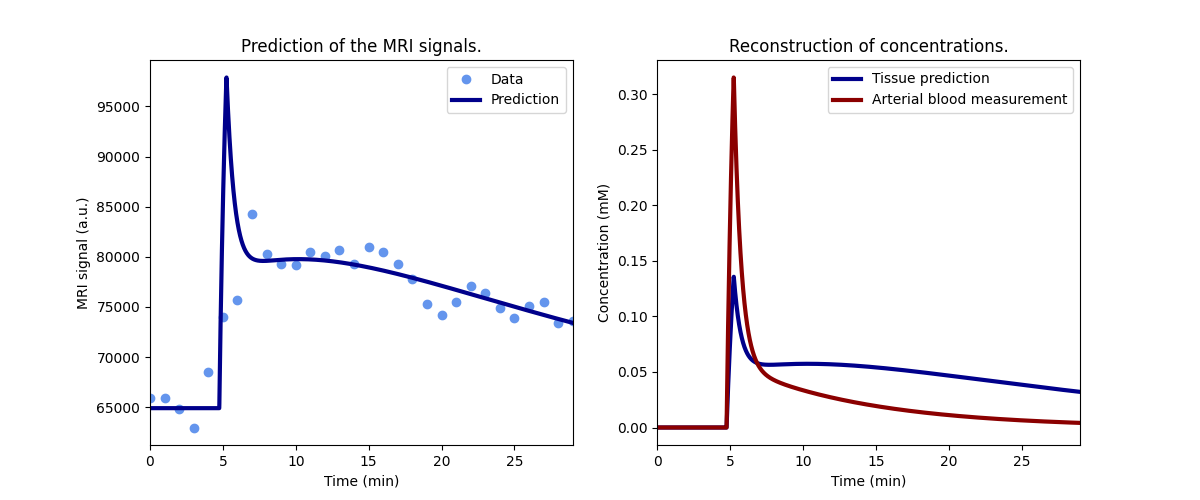 Prediction of the MRI signals.
MRI signal (a.u.)
95000
90000
85000
80000
75000
70000
65000
Data
Prediction
0
5
10
15
20
25
Time (min)
Reconstruction of concentrations.
Concentration (mM)
0.30
0.25
0.20
0.15
0.10
0.05
0.00
Tissue prediction
Arterial blood measurement
0
5
10
15
20
25
Time (min)